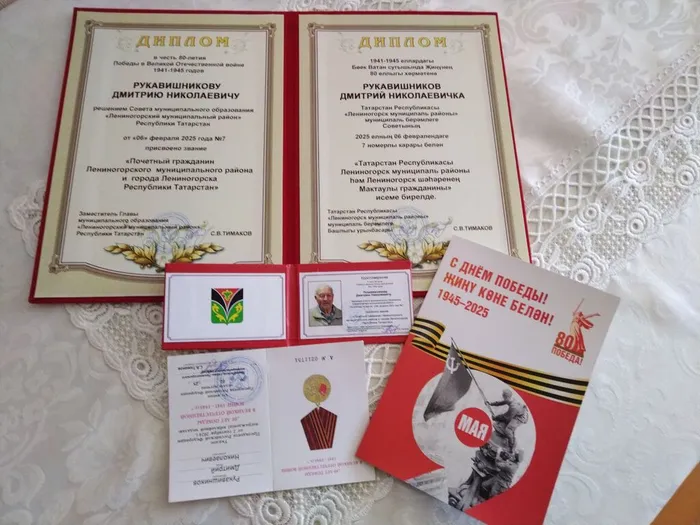 ДИПЛОМ
в честь 80-летия
Победы в Великой Отечественной войне
1941-1945 годов
РУКАВИШНИКОВУ
ДМИТРИЮ НИКОЛАЕВИЧУ
решением Совета муниципального образования
«Лениногорский муниципальный район»
Республики Татарстан
от «06» февраля 2025 года №7
присвоено звание
«Почетный гражданин
Лениногорского муниципального района
и города Лениногорска
Республики Татарстан»
Заместитель Главы
муниципального образования
«Лениногорский муниципальный район»
Республики Татарстан
С.В.ТИМАКОВ
ДИПЛОМ
1941-1945 еллардагы
Бөек Ватан сугышында Җиңүнең
80 еллыгы хөрмәтенә
РУКАВИШНИКОВ
ДМИТРИЙ НИКОЛАЕВИЧКА
Татарстан Республикасы
«Лениногорск муниципаль районы»
муниципаль берәмлеге
Советының
2025 елның 06 февралендәге
7 номерлы карары белән
«Татарстан Республикасы
Лениногорск муниципаль районы
һәм Лениногорск шәһәренең
Мактаулы гражданины»
исеме бирелде.
Татарстан Республикасы
«Лениногорск муниципаль районы»
муниципаль берәмлеге
башлыгы урынбасары
С.В.ТИМАКОВ
С ДНЁМ ПОБЕДЫ!
ҖИҢҮ КӨНЕ БЕЛӘН!
1945–2025
80
ПОБЕДА!
МАЯ
Рукавишников
Дмитрий
Николаевич